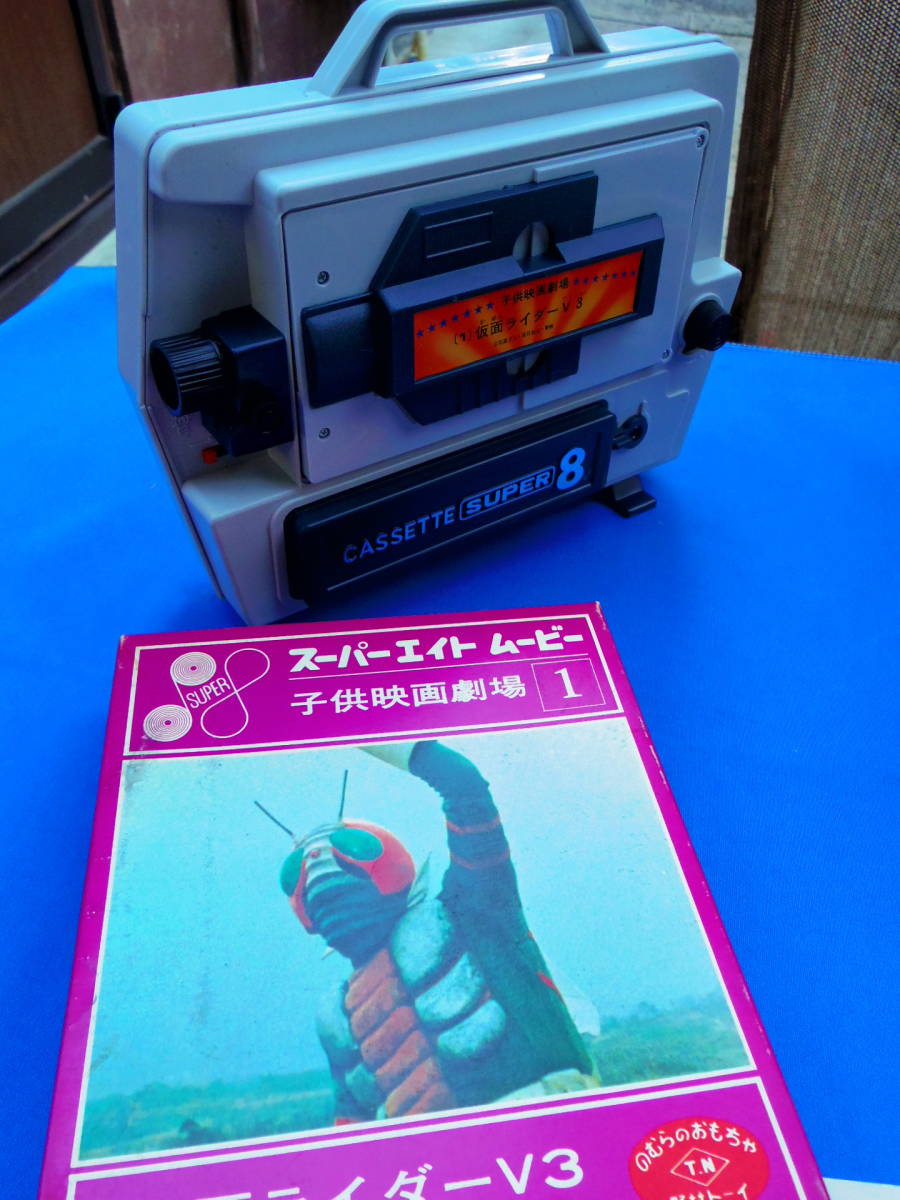 ★★★★★★★ 子供映画劇場 ★★★★★★★
〔1〕仮面ライダーV3
CASSETTE SUPER 8
SUPER
スーパーエイト ムービー
子供映画劇場 1
面ライダーV3
のむらのおもちゃ
T.N